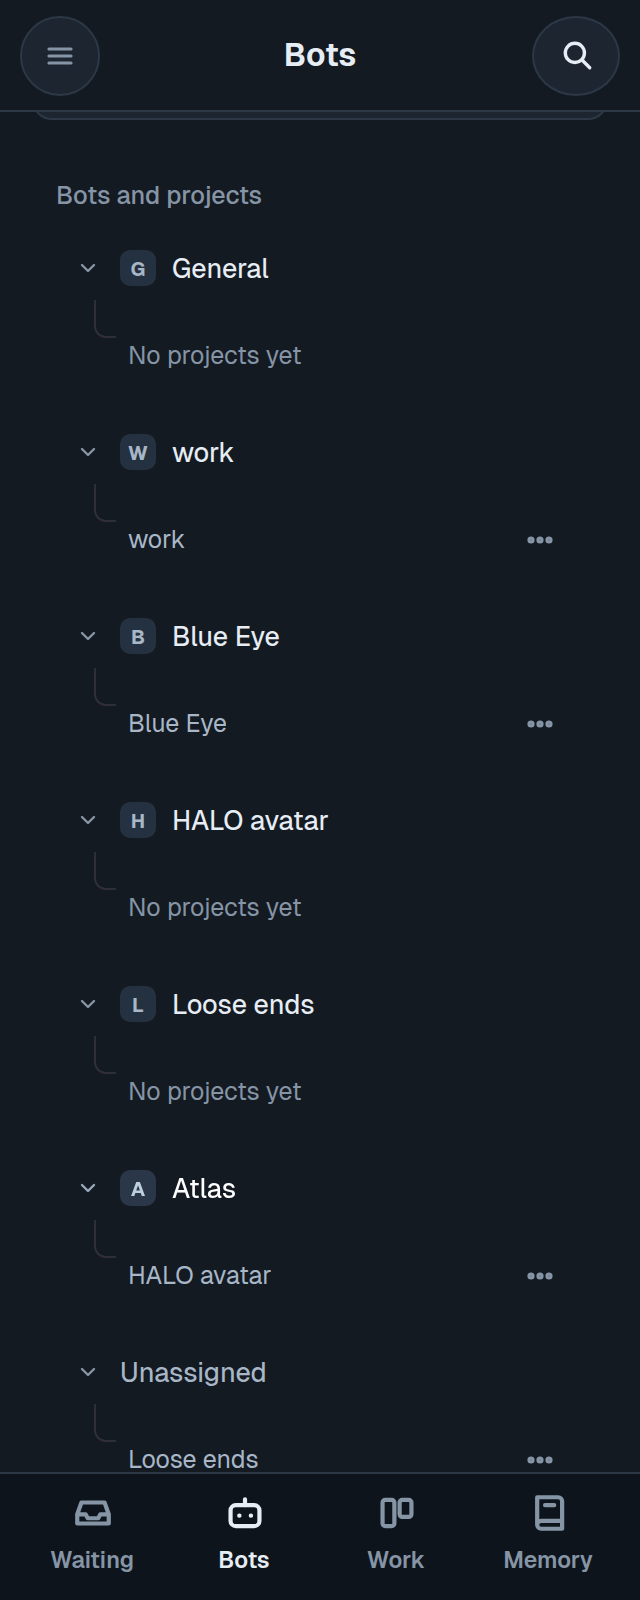 Bots
Bots and projects
G General
No projects yet
W work
work
B Blue Eye
Blue Eye
H HALO avatar
No projects yet
L Loose ends
No projects yet
A Atlas
HALO avatar
Unassigned
Loose ends
Waiting Bots Work Memory